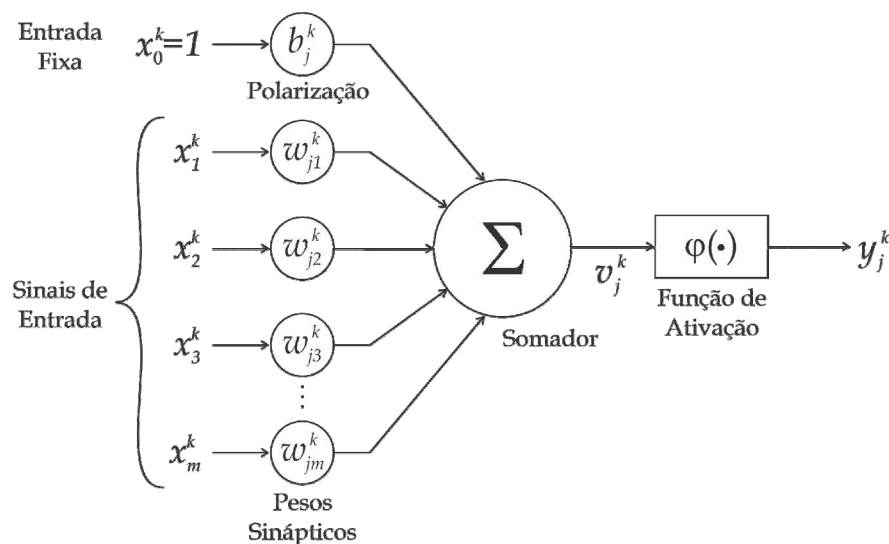 Entrada
Fixa
x₀ᵏ=1
bⱼᵏ
Polarização
x₁ᵏ
wⱼ₁ᵏ
x₂ᵏ
wⱼ₂ᵏ
Sinais de
Entrada
x₃ᵏ
wⱼ₃ᵏ
xₘᵏ
wⱼₘᵏ
Pesos
Sinápticos
Σ
Somador
vⱼᵏ
φ(·)
Função de
Ativação
yⱼᵏ